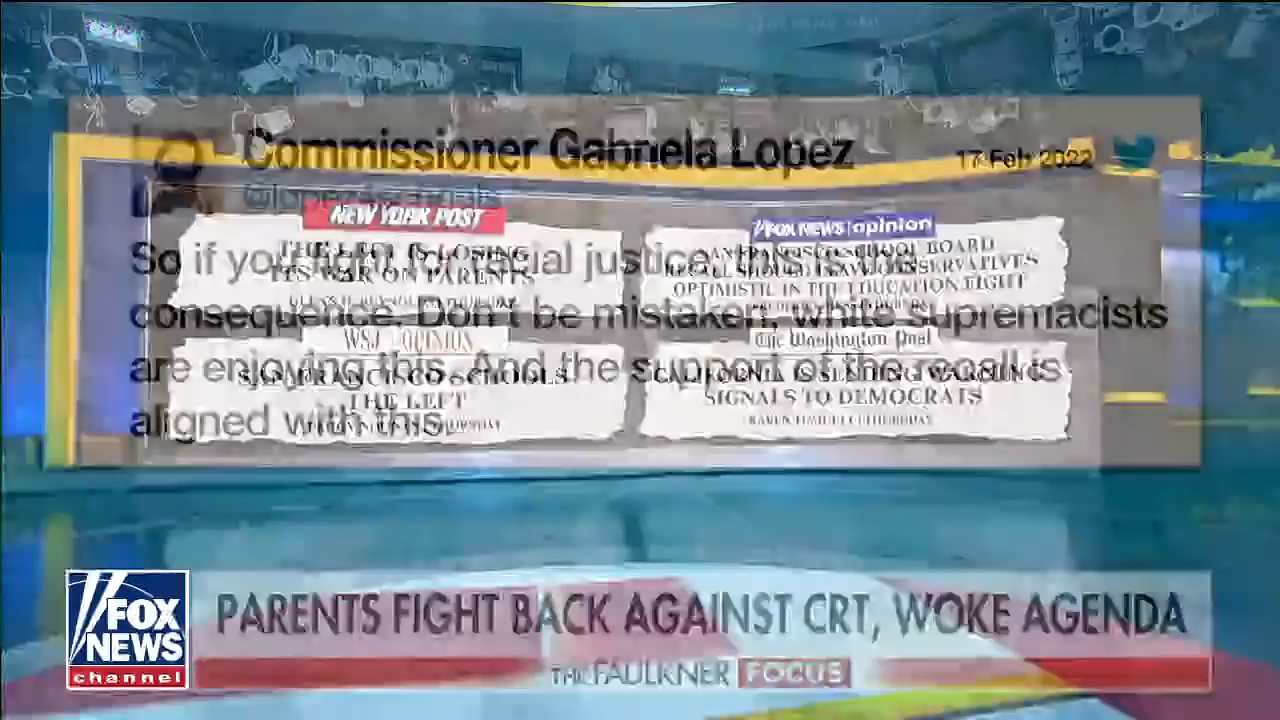 Commissioner Gabriela Lopez
17 Feb 2022
NEW YORK POST
THE LEFT IS LOSING
ITS WAR ON PARENTS
FOX NEWS opinion
SAN FRANCISCO SCHOOL BOARD
RECALL SHOULD LEAVE CONSERVATIVES
OPTIMISTIC IN THE EDUCATION FIGHT
So if you fight for racial justice, this is the
consequence. Don't be mistaken, white supremacists
are enjoying this. And the support of the recall is
aligned with this.
WSJ OPINION
SAN FRANCISCO SCHOOLS
THE LEFT
The Washington Post
CALIFORNIA IS SENDING WARNING
SIGNALS TO DEMOCRATS
FOX
NEWS
channel
PARENTS FIGHT BACK AGAINST CRT, WOKE AGENDA
THE FAULKNER FOCUS